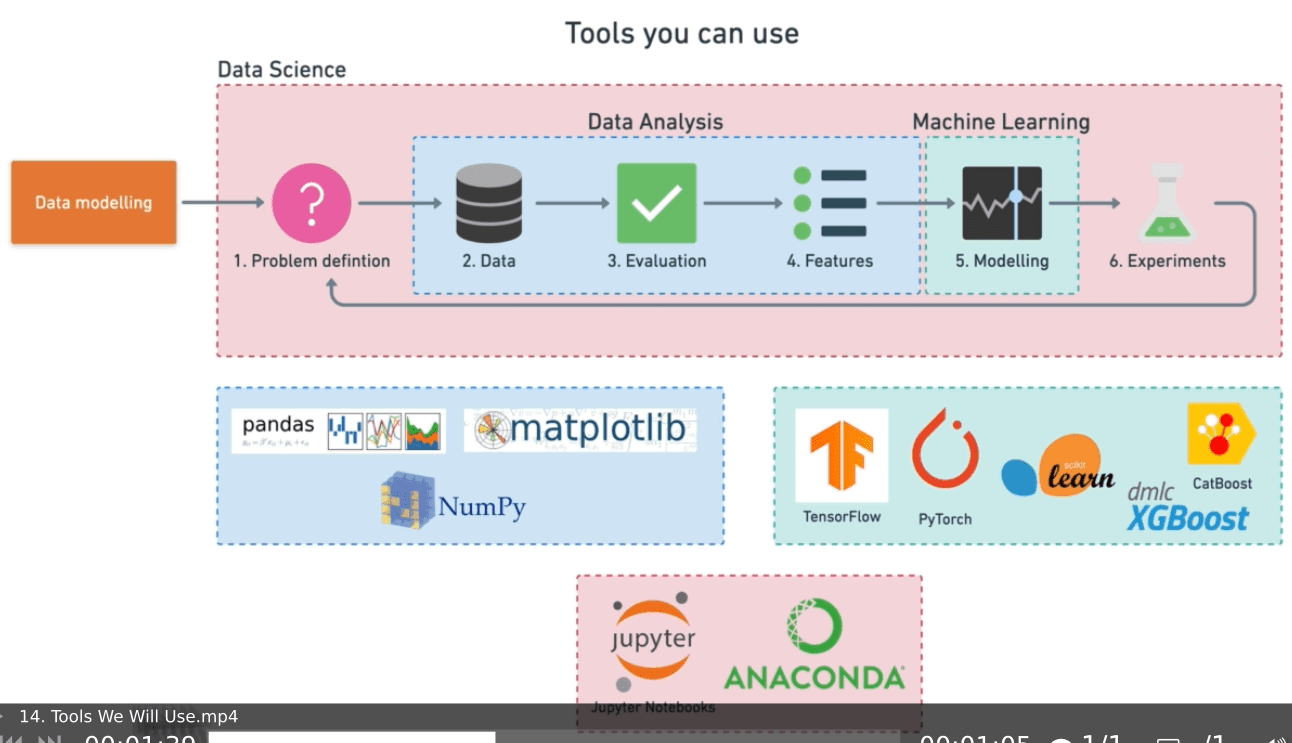 Tools you can use
Data Science
Data Analysis
Machine Learning
Data modelling
?
1. Problem defintion
2. Data
3. Evaluation
4. Features
5. Modelling
6. Experiments
pandas
matplotlib
NumPy
TensorFlow
PyTorch
scikit
learn
CatBoost
dmlc
XGBoost
jupyter
ANACONDA
Jupyter Notebooks
14. Tools We Will Use.mp4
00:01:39
00:01:05
1/1
/1